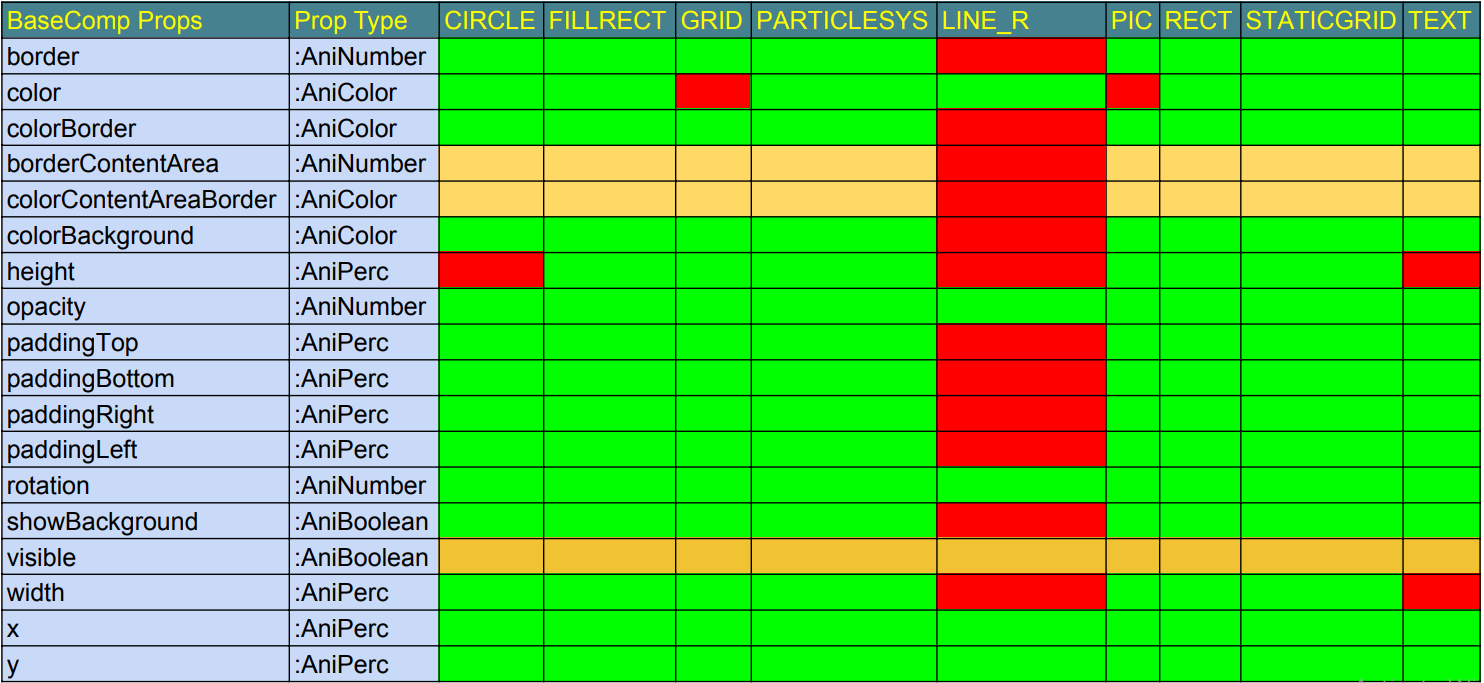 BaseComp Props Prop Type CIRCLE FILLRECT GRID PARTICLESYS LINE_R PIC RECT STATICGRID TEXT
border :AniNumber
color :AniColor
colorBorder :AniColor
borderContentArea :AniNumber
colorContentAreaBorder :AniColor
colorBackground :AniColor
height :AniPerc
opacity :AniNumber
paddingTop :AniPerc
paddingBottom :AniPerc
paddingRight :AniPerc
paddingLeft :AniPerc
rotation :AniNumber
showBackground :AniBoolean
visible :AniBoolean
width :AniPerc
x :AniPerc
y :AniPerc